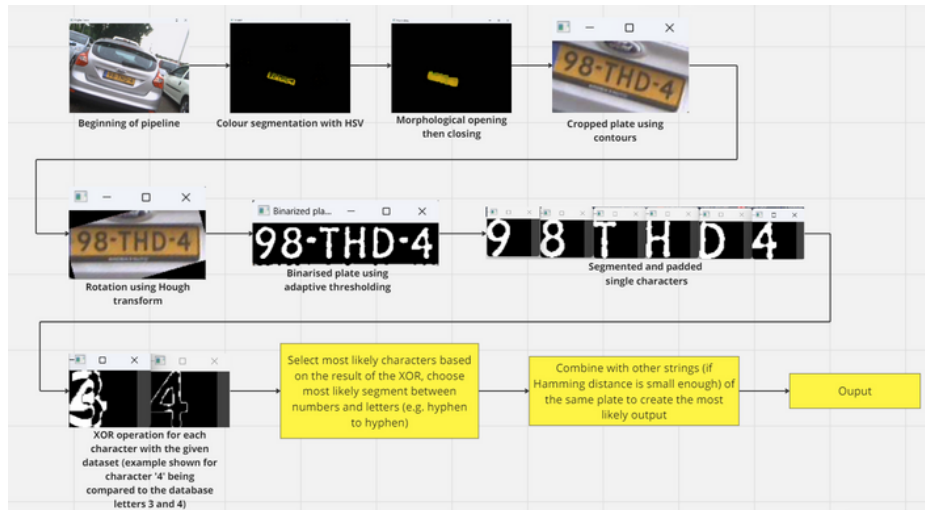 Beginning of pipeline
Colour segmentation with HSV
Morphological opening
then closing
98-THD-4
Cropped plate using
contours
98-THD-4
Rotation using Hough
transform
Binarized pla...
98-THD-4
Binarised plate using
adaptive thresholding
9 8 T H D 4
Segmented and padded
single characters
4
XOR operation for each
character with the given
dataset (example shown for
character '4' being
compared to the database
letters 3 and 4)
Select most likely characters based
on the result of the XOR, choose
most likely segment between
numbers and letters (e.g. hyphen
to hyphen)
Combine with other strings (if
Hamming distance is small enough) of
the same plate to create the most
likely output
Ouput